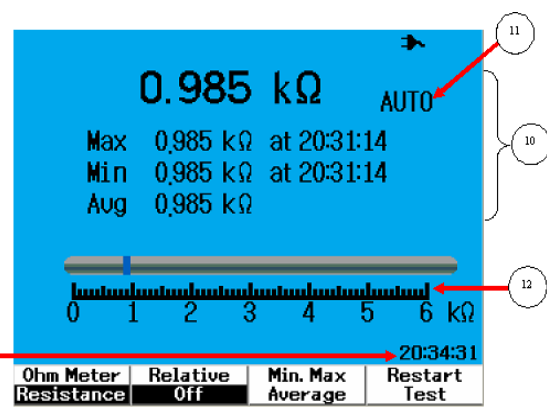 11
0.985 kΩ AUTO
10
Max 0.985 kΩ at 20:31:14
Min 0.985 kΩ at 20:31:14
Avg 0.985 kΩ
12
0 1 2 3 4 5 6 kΩ
20:34:31
Ohm Meter Relative Min. Max Restart
Resistance Off Average Test